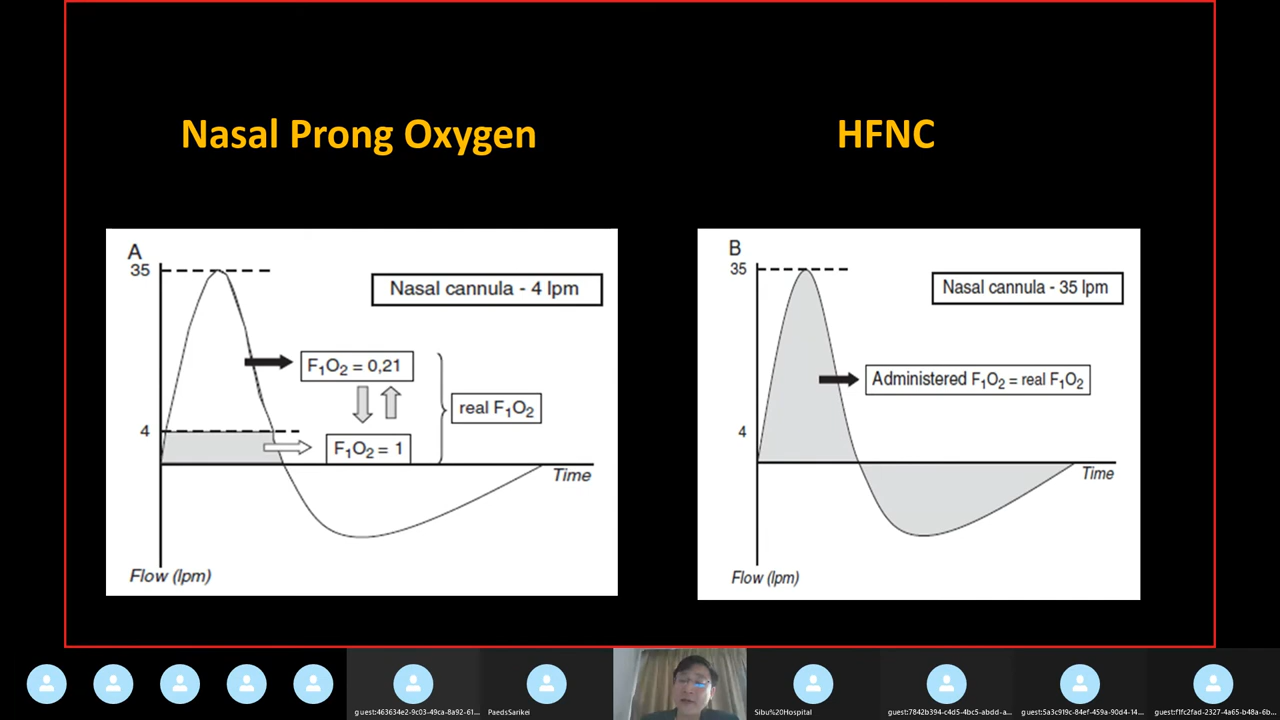 Nasal Prong Oxygen
HFNC
A
35
Nasal cannula - 4 lpm
F₁O₂ = 0,21
real F₁O₂
4
F₁O₂ = 1
Time
Flow (lpm)
B
35
Nasal cannula - 35 lpm
Administered F₁O₂ = real F₁O₂
4
Time
Flow (lpm)
guest:463634e2-9c03-49ca-8a92-61...
PaedsSarikei
Sibu%20Hospital
guest:7842b394-c4d5-4bc5-abdd-a...
guest:5a3c919c-84ef-459a-90d4-14...
guest:f1fc2fad-2327-4a65-b48a-6b...